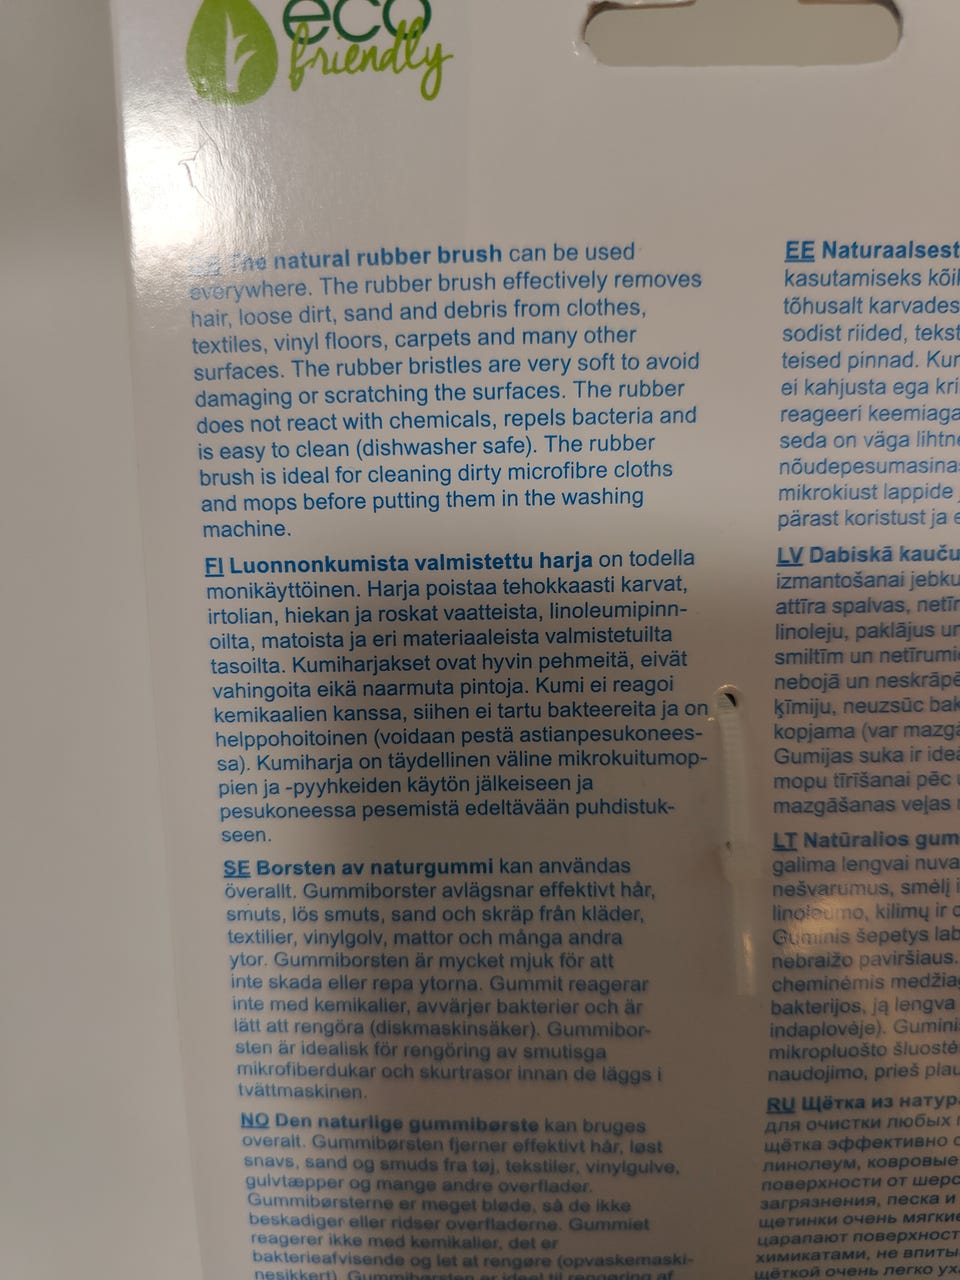 eco
friendly
The natural rubber brush can be used
everywhere. The rubber brush effectively removes
hair, loose dirt, sand and debris from clothes,
textiles, vinyl floors, carpets and many other
surfaces. The rubber bristles are very soft to avoid
damaging or scratching the surfaces. The rubber
does not react with chemicals, repels bacteria and
is easy to clean (dishwasher safe). The rubber
brush is ideal for cleaning dirty microfibre cloths
and mops before putting them in the washing
machine.
FI Luonnonkumista valmistettu harja on todella
monikäyttöinen. Harja poistaa tehokkaasti karvat,
irtolian, hiekan ja roskat vaatteista, linoleumipinn-
oilta, matoista ja eri materiaaleista valmistetuilta
tasoilta. Kumiharjakset ovat hyvin pehmeitä, eivät
vahingoita eikä naarmuta pintoja. Kumi ei reagoi
kemikaalien kanssa, siihen ei tartu bakteereita ja on
helppohoitoinen (voidaan pestä astianpesukonees-
sa). Kumiharja on täydellinen väline mikrokuitumop-
pien ja -pyyhkeiden käytön jälkeiseen ja
pesukoneessa pesemistä edeltävään puhdistuk-
seen.
SE Borsten av naturgummi kan användas
överallt. Gummiborster avlägsnar effektivt hår,
smuts, lös smuts, sand och skräp från kläder,
textilier, vinylgolv, mattor och många andra
ytor. Gummiborsten är mycket mjuk för att
inte skada eller repa ytorna. Gummit reagerar
inte med kemikalier, avvärjer bakterier och är
lätt att rengöra (diskmaskinsäker). Gummibor-
sten är idealisk för rengöring av smutisga
mikrofiberdukar och skurtrasor innan de läggs i
tvättmaskinen.
NO Den naturlige gummibørste kan bruges
overalt. Gummibørsten fjerner effektivt hår, løst
snavs, sand og smuds fra tøj, tekstiler, vinylgulve,
gulvtæpper og mange andre overflader.
Gummibørsterne er meget bløde, så de ikke
beskadiger eller ridser overfladerne. Gummiet
reagerer ikke med kemikalier, det er
bakterieafvisende og let at rengøre (opvaskemaski-
nesikkert). Gummibørsten er ideel til rengøring af
EE Naturaalsest
kasutamiseks kõi
tõhusalt karvades
sodist riided, tekst
teised pinnad. Kur
ei kahjusta ega kri
reageeri keemiaga
seda on väga lihtn
nõudepesumasina
mikrokiust lappide
pärast koristust ja e
LV Dabiskā kauču
izmantošanai jebku
attīra spalvas, netīr
linoleju, paklājus un
smiltīm un netīrumi
nebojā un neskrāpē
ķīmiju, neuzsūc bak
kopjama (var mazgā
Gumijas suka ir ideā
mopu tīrīšanai pēc
mazgāšanas veļas
LT Natūralios gum
galima lengvai nuva
nešvarumus, smėlį i
linoleumo, kilimų ir
Guminis šepetys lab
nebraižo paviršiaus.
cheminėmis medžiag
bakterijos, ją lengva
indaplovėje). Gumini
mikropluošto šluostė
naudojimo, prieš plau
RU Щётка из натур
для очистки любых
щётка эффективно
линолеум, ковровые
поверхности от шерс
загрязнения, песка и
щетинки очень мягкие
царапают поверхност
химикатами, не впиты
щёткой очень легко ух